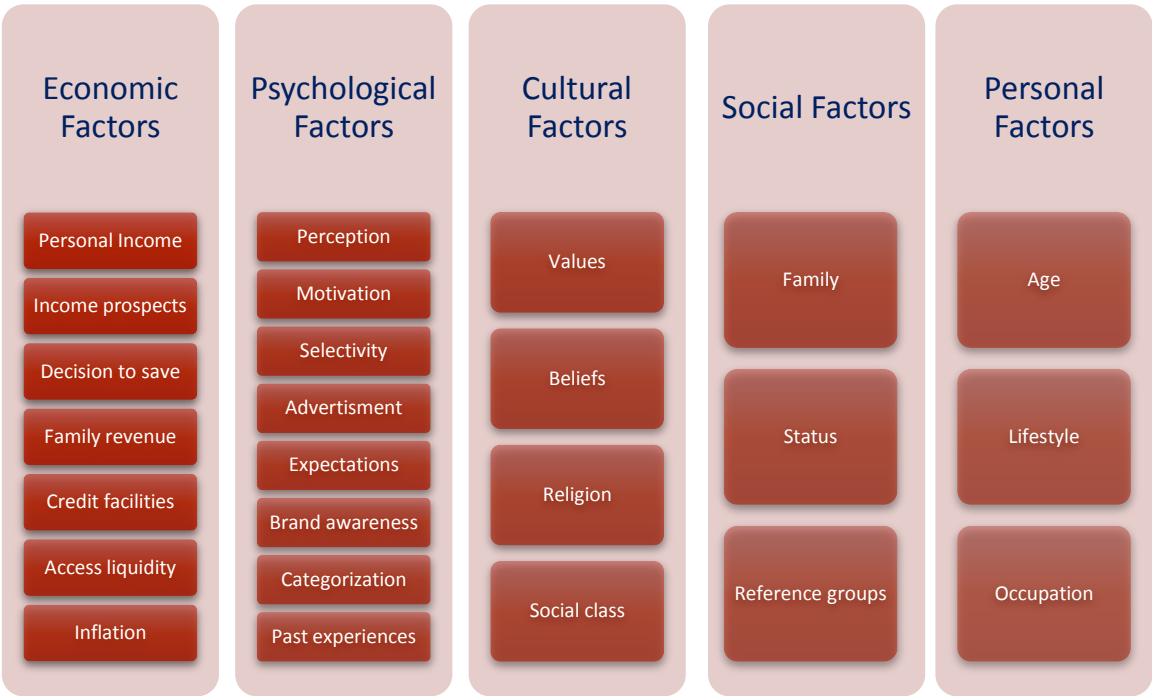 Economic
Factors
Personal Income
Income prospects
Decision to save
Family revenue
Credit facilities
Access liquidity
Inflation
Psychological
Factors
Perception
Motivation
Selectivity
Advertisment
Expectations
Brand awareness
Categorization
Past experiences
Cultural
Factors
Values
Beliefs
Religion
Social class
Social Factors
Family
Status
Reference groups
Personal
Factors
Age
Lifestyle
Occupation